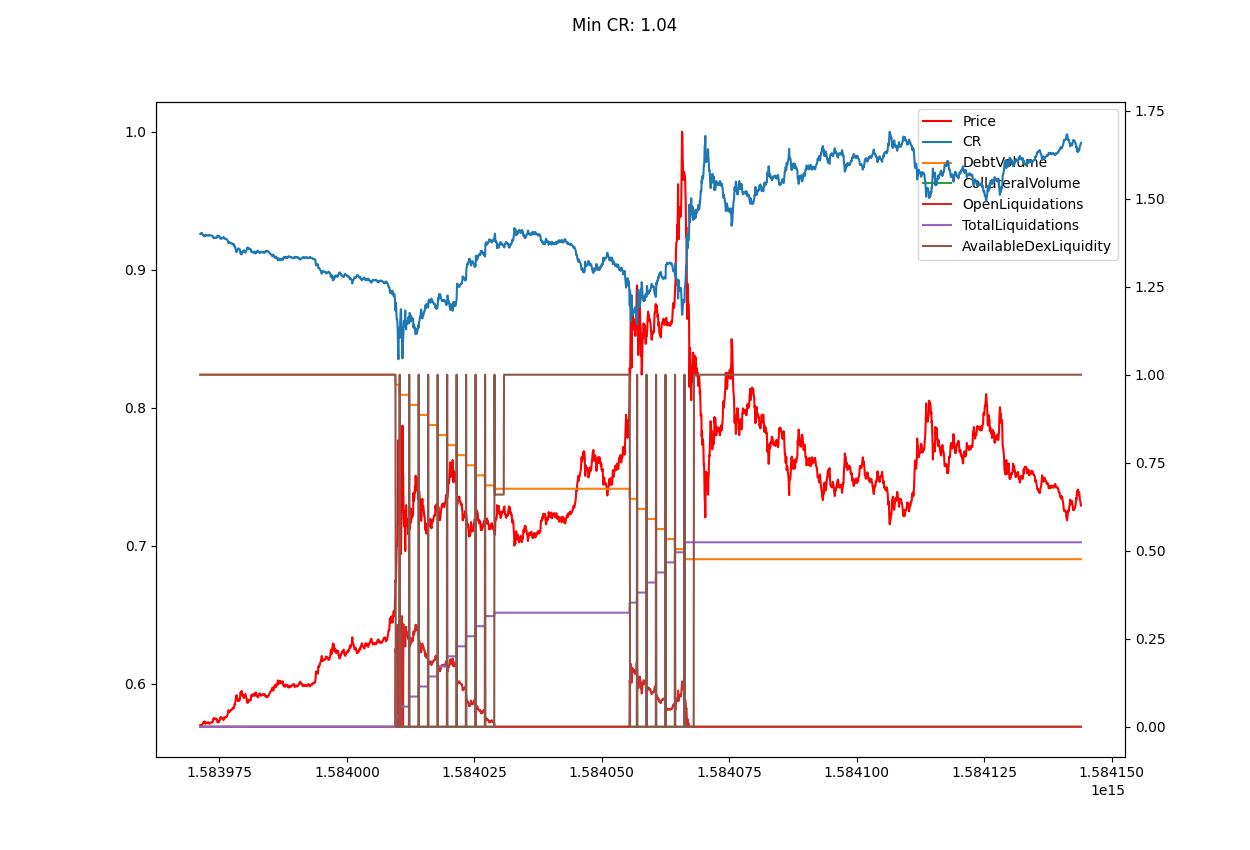 Min CR: 1.04
1.0
0.9
0.8
0.7
0.6
1.75
1.50
1.25
1.00
0.75
0.50
0.25
0.00
Price
CR
DebtVolume
CollateralVolume
OpenLiquidations
TotalLiquidations
AvailableDexLiquidity
1.583975 1.584000 1.584025 1.584050 1.584075 1.584100 1.584125 1.584150
1e15